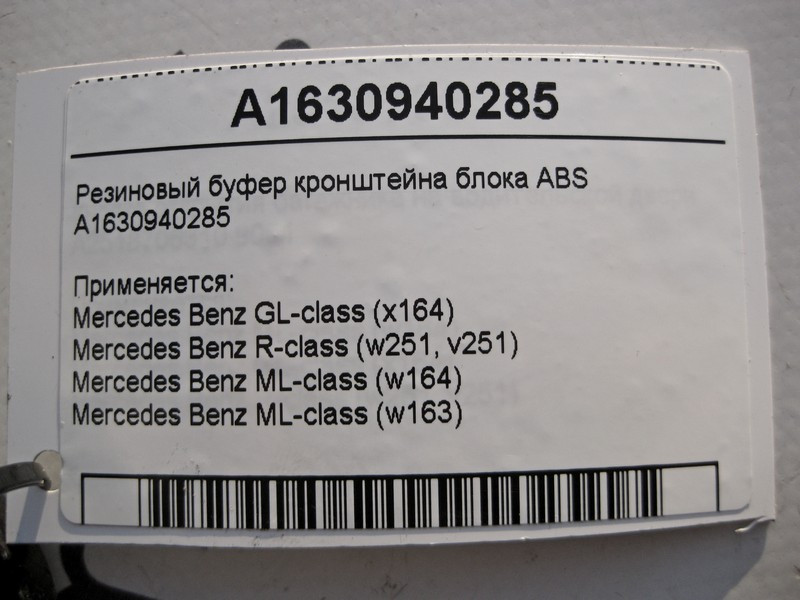 A1630940285
Резиновый буфер кронштейна блока ABS
A1630940285
Применяется:
Mercedes Benz GL-class (x164)
Mercedes Benz R-class (w251, v251)
Mercedes Benz ML-class (w164)
Mercedes Benz ML-class (w163)